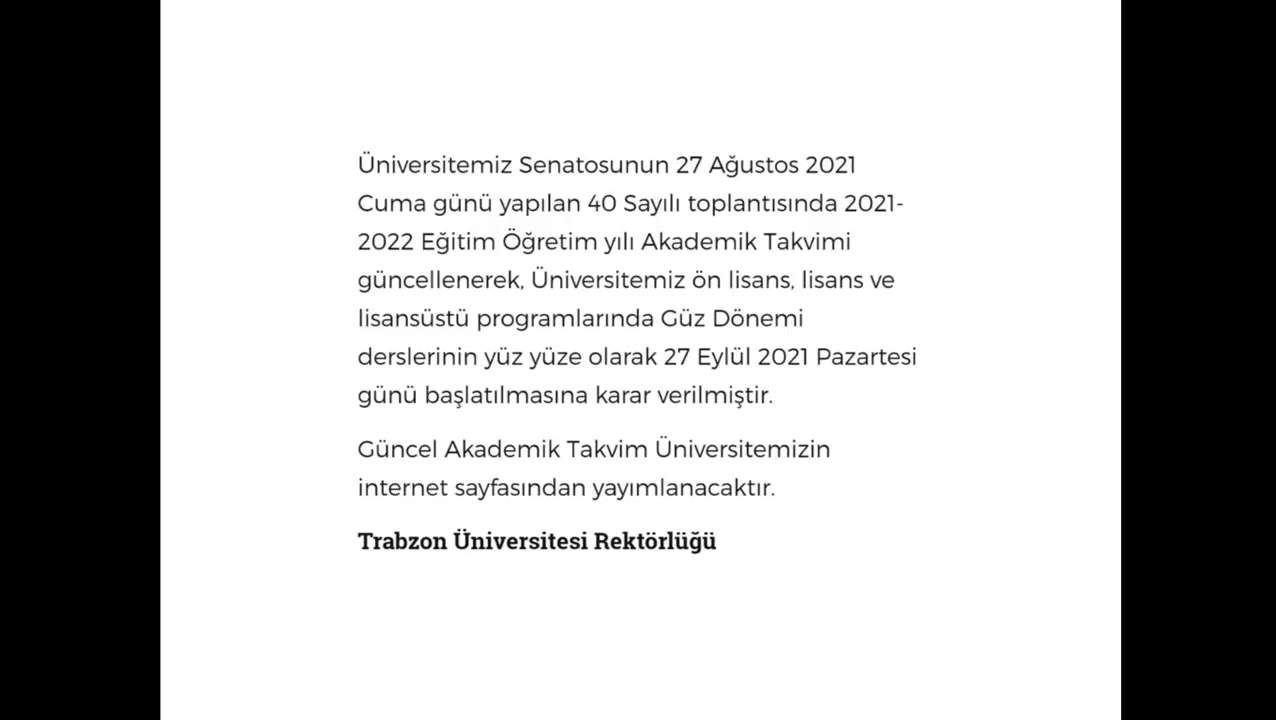 Üniversitemiz Senatosunun 27 Ağustos 2021
Cuma günü yapılan 40 Sayılı toplantısında 2021-
2022 Eğitim Öğretim yılı Akademik Takvimi
güncellenerek, Üniversitemiz ön lisans, lisans ve
lisansüstü programlarında Güz Dönemi
derslerinin yüz yüze olarak 27 Eylül 2021 Pazartesi
günü başlatılmasına karar verilmiştir.
Güncel Akademik Takvim Üniversitemizin
internet sayfasından yayımlanacaktır.
Trabzon Üniversitesi Rektörlüğü